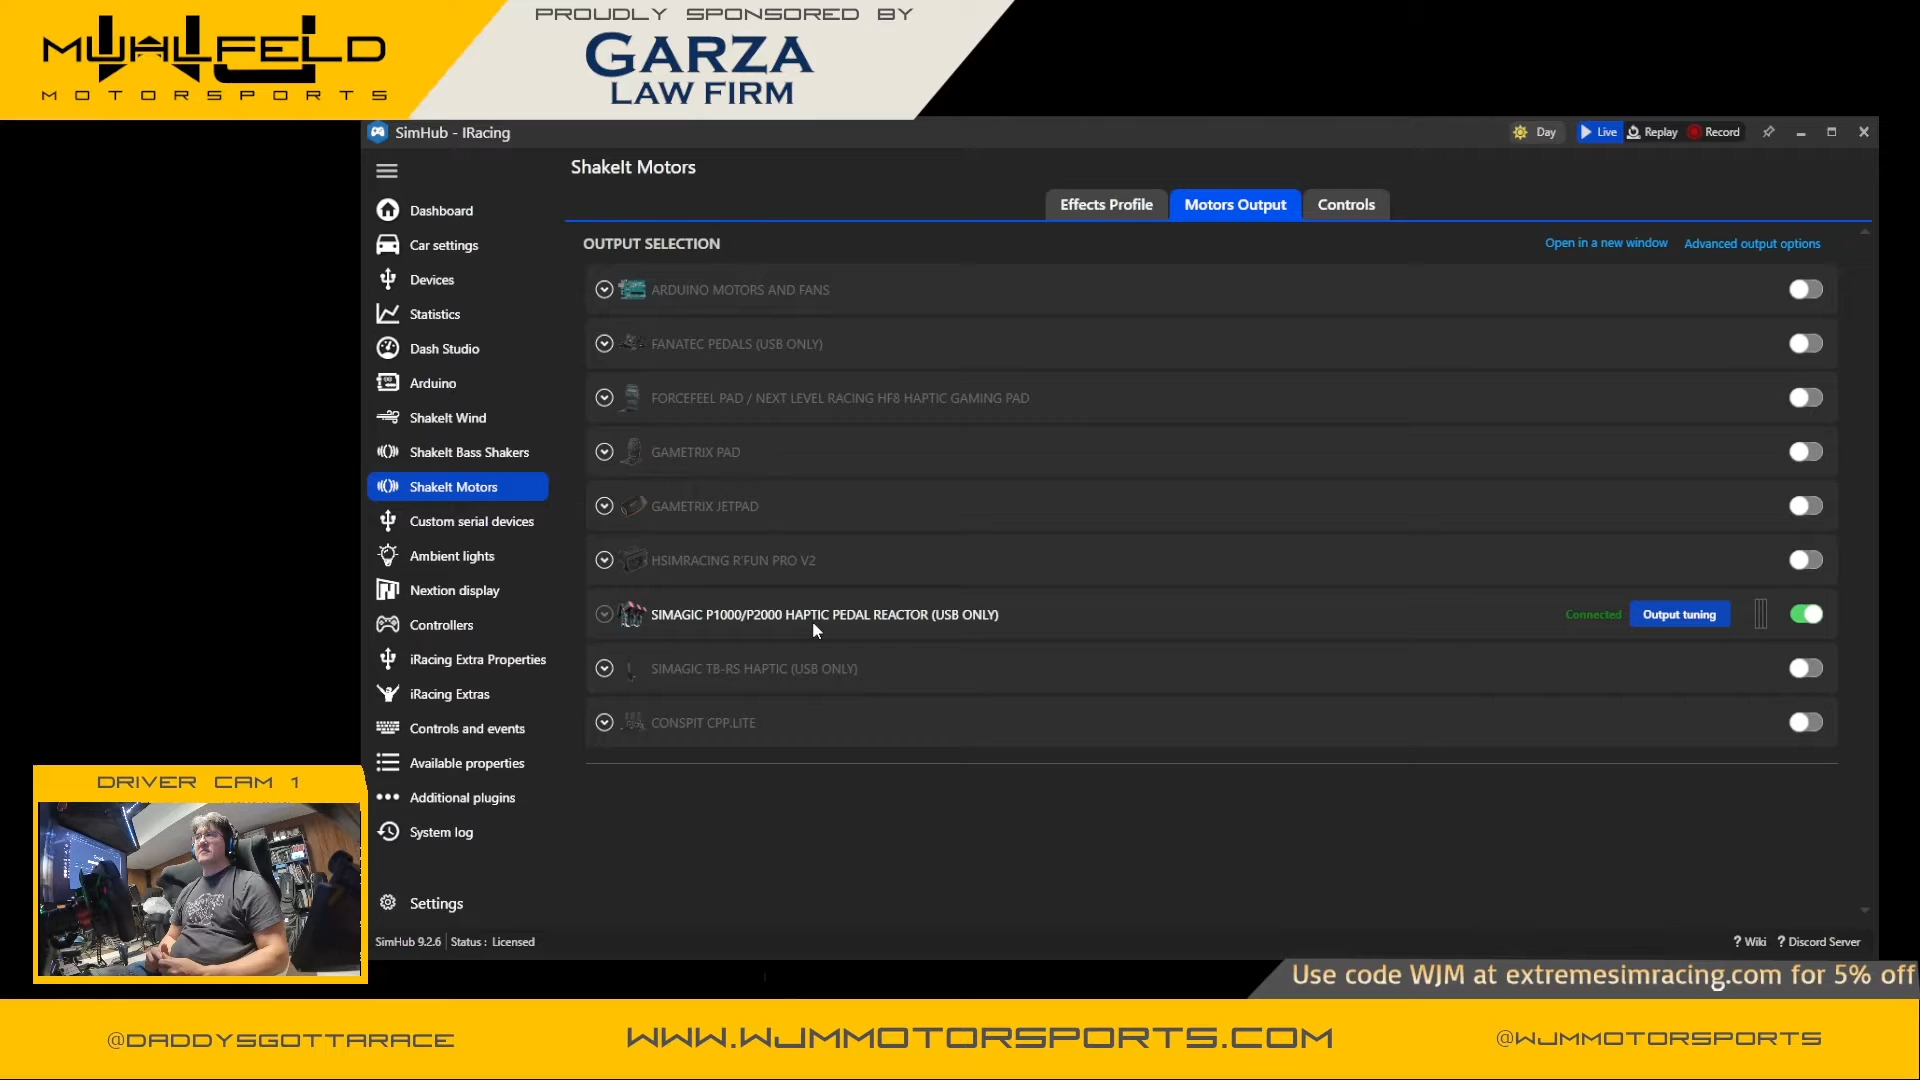 MUHLFELD
MOTORSPORTS
PROUDLY SPONSORED BY
GARZA
LAW FIRM
SimHub - IRacing
Day
Live
Replay
Record
ShakeIt Motors
Effects Profile
Motors Output
Controls
Dashboard
Car settings
Devices
Statistics
Dash Studio
Arduino
ShakeIt Wind
ShakeIt Bass Shakers
ShakeIt Motors
Custom serial devices
Ambient lights
Nextion display
Controllers
iRacing Extra Properties
iRacing Extras
Controls and events
Available properties
Additional plugins
System log
Settings
OUTPUT SELECTION
Open in a new window
Advanced output options
ARDUINO MOTORS AND FANS
FANATEC PEDALS (USB ONLY)
FORCEFEEL PAD / NEXT LEVEL RACING HF8 HAPTIC GAMING PAD
GAMETRIX PAD
GAMETRIX JETPAD
HSIMRACING R'FUN PRO V2
SIMAGIC P1000/P2000 HAPTIC PEDAL REACTOR (USB ONLY)
Connected
Output tuning
SIMAGIC TB-RS HAPTIC (USB ONLY)
CONSPIT CPP.LITE
SimHub 9.2.6 Status : Licensed
? Wiki
? Discord Server
DRIVER CAM 1
Use code WJM at extremesimracing.com for 5% off
@DADDYSGOTTARACE
WWW.WJMMOTORSPORTS.COM
@WJMMOTORSPORTS